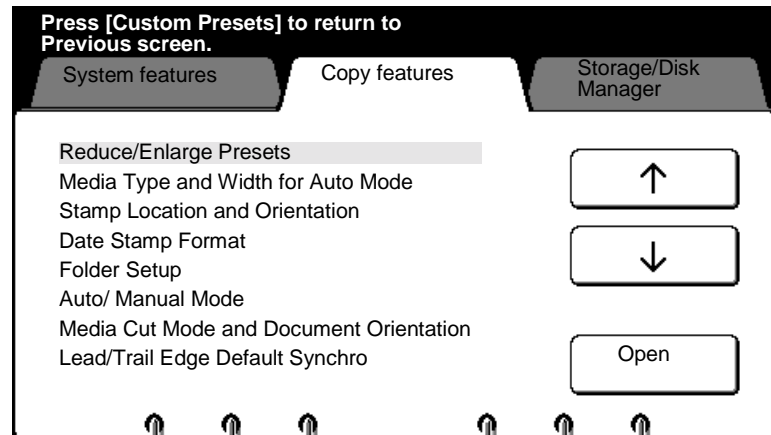 Press [Custom Presets] to return to
Previous screen.
System features
Copy features
Storage/Disk
Manager
Reduce/Enlarge Presets
Media Type and Width for Auto Mode
Stamp Location and Orientation
Date Stamp Format
Folder Setup
Auto/ Manual Mode
Media Cut Mode and Document Orientation
Lead/Trail Edge Default Synchro
↑
↓
Open